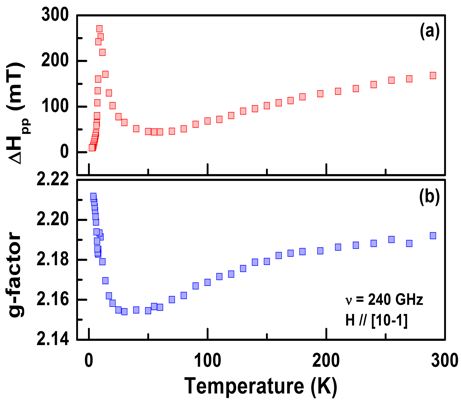 300
(a)
200
100
0
ΔHpp (mT)
2.22
(b)
2.20
2.18
2.16
2.14
g-factor
ν = 240 GHz
H // [10-1]
0
100
200
300
Temperature (K)